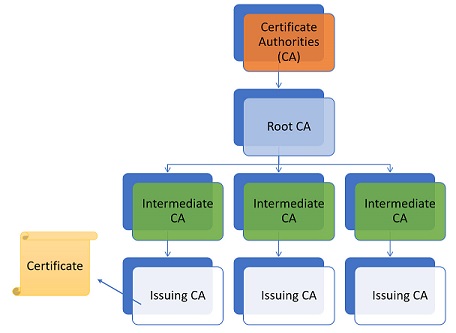 Certificate
Authorities
(CA)
Root CA
Intermediate
CA
Intermediate
CA
Intermediate
CA
Certificate
Issuing CA
Issuing CA
Issuing CA